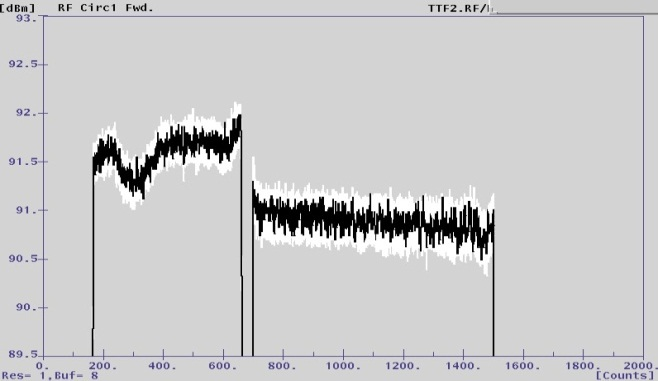 [dBm] RF Circ1 Fwd. TTF2.RF/
93.
92.5
92.
91.5
91.
90.5
90.
89.5
0. 200. 400. 600. 800. 1000. 1200. 1400. 1600. 1800. 2000.
Res= 1,Buf= 8 [Counts]